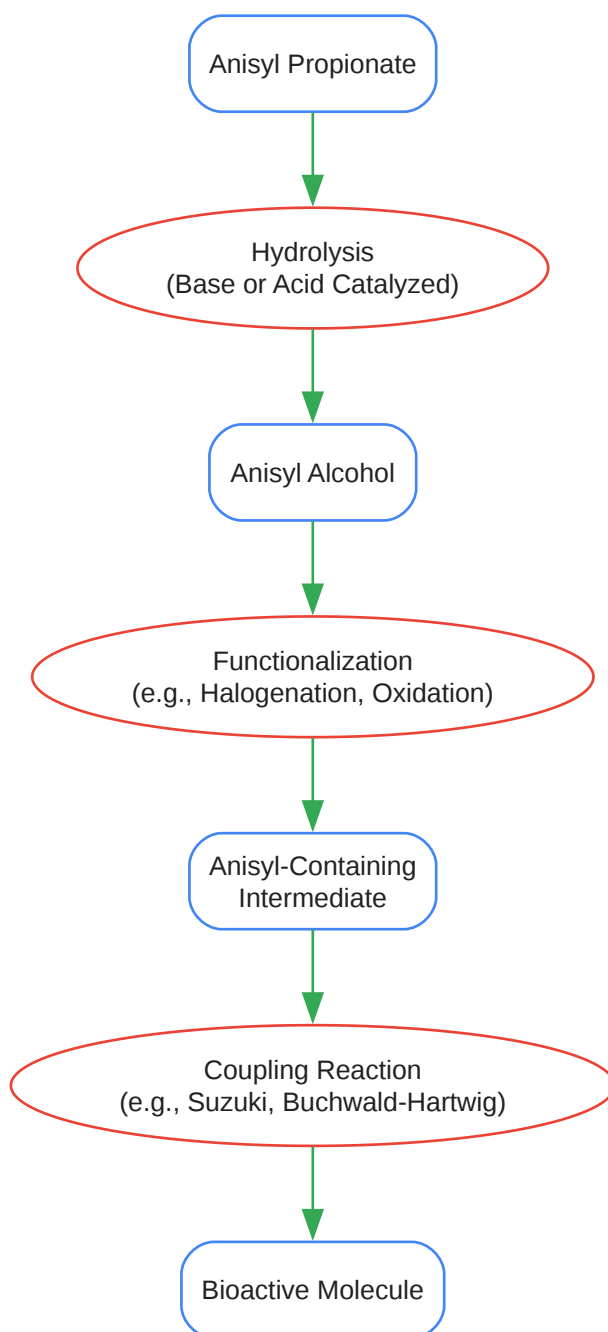 Anisyl Propionate
Hydrolysis
(Base or Acid Catalyzed)
Anisyl Alcohol
Functionalization
(e.g., Halogenation, Oxidation)
Anisyl-Containing
Intermediate
Coupling Reaction
(e.g., Suzuki, Buchwald-Hartwig)
Bioactive Molecule